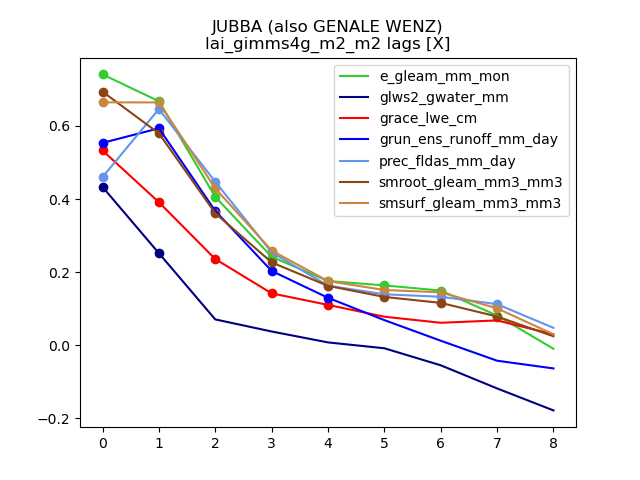 JUBBA (also GENALE WENZ)
lai_gimms4g_m2_m2 lags [X]
e_gleam_mm_mon
glws2_gwater_mm
grace_lwe_cm
grun_ens_runoff_mm_day
prec_fldas_mm_day
smroot_gleam_mm3_mm3
smsurf_gleam_mm3_mm3
0.6
0.4
0.2
0.0
−0.2
0 1 2 3 4 5 6 7 8